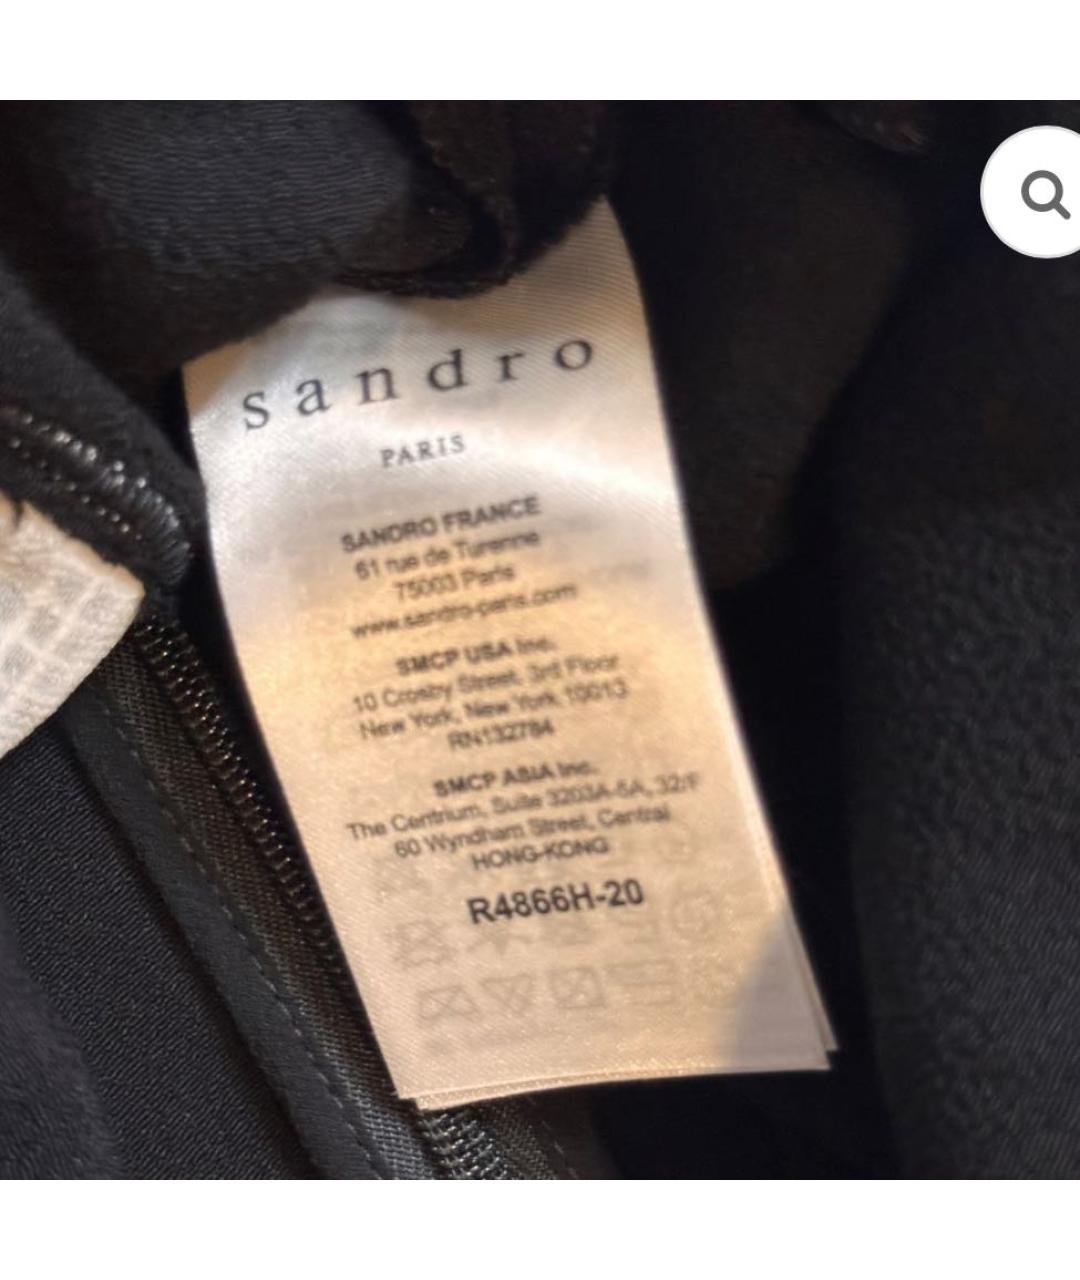 sandro
PARIS
SANDRO FRANCE
61 rue de Turenne
75003 Paris
www.sandro-paris.com
SMCP USA Inc.
10 Crosby Street, 3rd Floor
New York, New York 10013
RN132784
SMCP ASIA Inc.
The Centrium, Suite 3203A-5A, 32/F
60 Wyndham Street, Central
HONG-KONG
R4866H-20